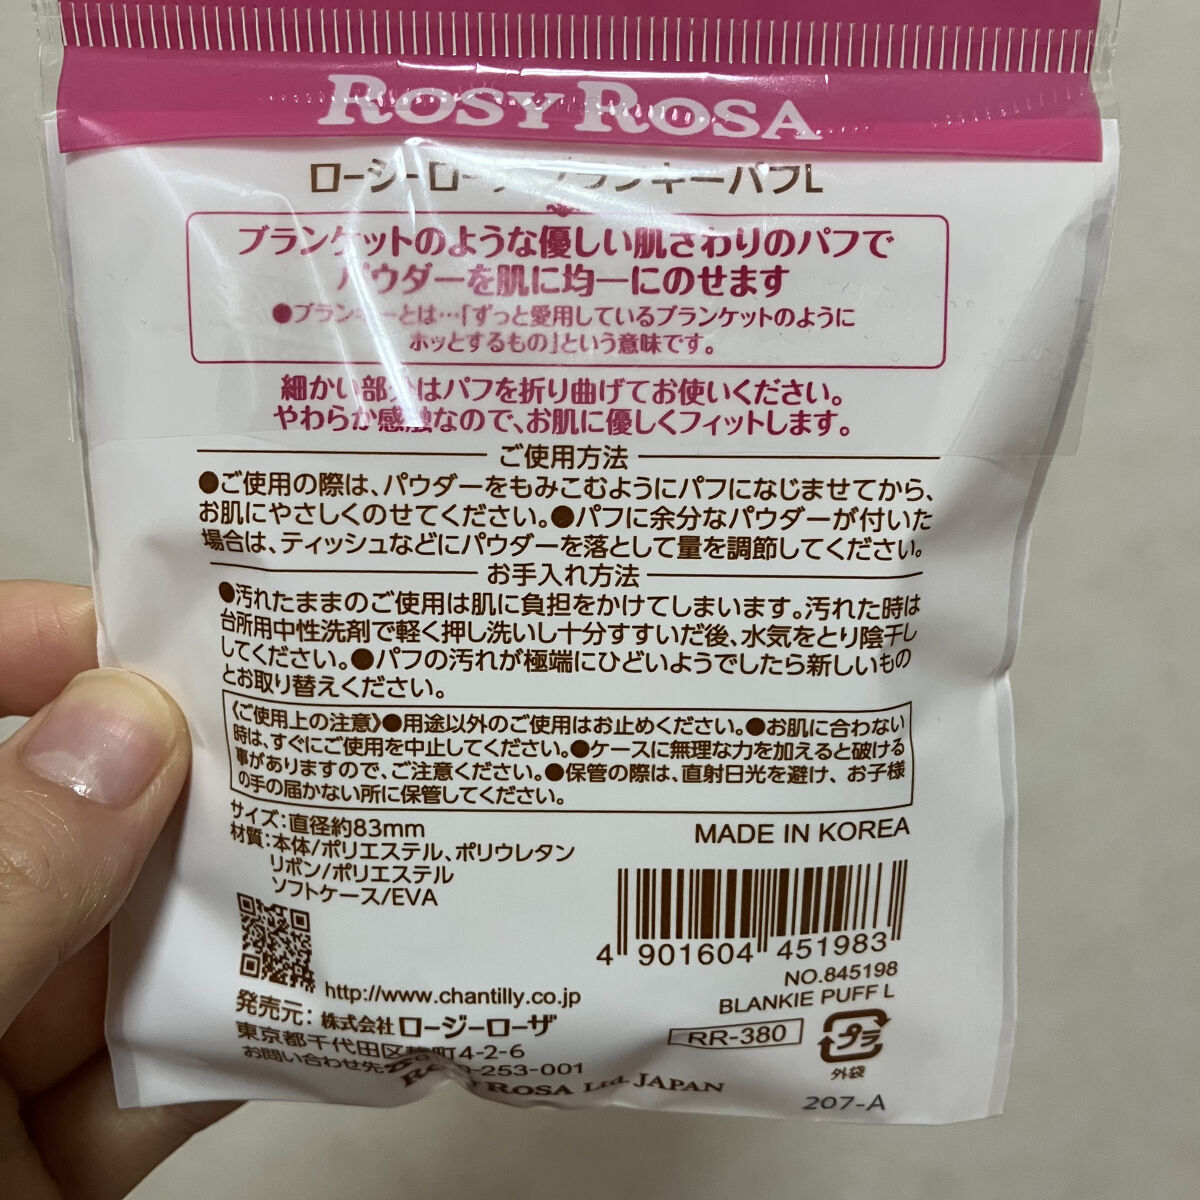 ROSY ROSA
ブランケットのような優しい肌ざわりのパフで
パウダーを肌に均一にのせます
●ブランキーとは…「ずっと愛用しているブランケットのように
ホッとするもの」という意味です。
細かい部分はパフを折り曲げてお使いください。
やわらか感触なので、お肌に優しくフィットします。
ご使用方法
●ご使用の際は、パウダーをもみこむようにパフになじませてから、
お肌にやさしくのせてください。●パフに余分なパウダーが付いた
場合は、ティッシュなどにパウダーを落として量を調節してください。
お手入れ方法
●汚れたままのご使用は肌に負担をかけてしまいます。汚れた時は
台所用中性洗剤で軽く押し洗いし十分すすいだ後、水気をとり陰干し
してください。●パフの汚れが極端にひどいようでしたら新しいもの
とお取り替えください。
《ご使用上の注意》●用途以外のご使用はお止めください。●お肌に合わない
時は、すぐにご使用を中止してください。●ケースに無理な力を加えると破ける
事がありますので、ご注意ください。●保管の際は、直射日光を避け、お子様
の手の届かない所に保管してください。
サイズ:直径約83mm
材質:本体/ポリエステル、ポリウレタン
リボン/ポリエステル
ソフトケース/EVA
MADE IN KOREA
4 901604 451983
NO.845198
BLANKIE PUFF L
http://www.chantilly.co.jp
発売元:株式会社ロージーローザ
東京都千代田区 町4-2-6
お問い合わせ先 -253-001
RR-380
プラ
外袋
ROSY ROSA Ltd. JAPAN
207-A